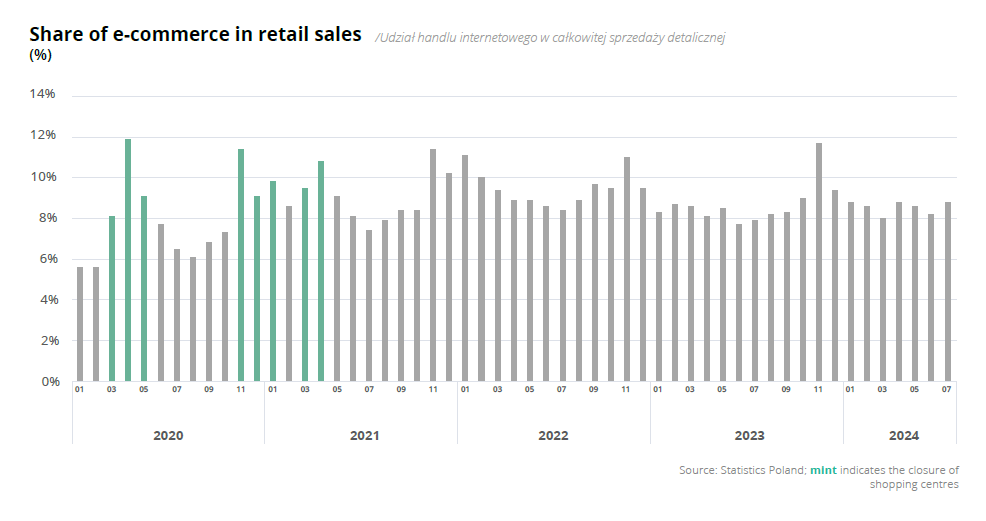 Share of e-commerce in retail sales /Udział handlu internetowego w całkowitej sprzedaży detalicznej
(%)
14%
12%
10%
8%
6%
4%
2%
0%
01 03 05 07 09 11 01 03 05 07 09 11 01 03 05 07 09 11 01 03 05 07 09 11 01 03 05 07
2020 2021 2022 2023 2024
Source: Statistics Poland; mint indicates the closure of
shopping centres